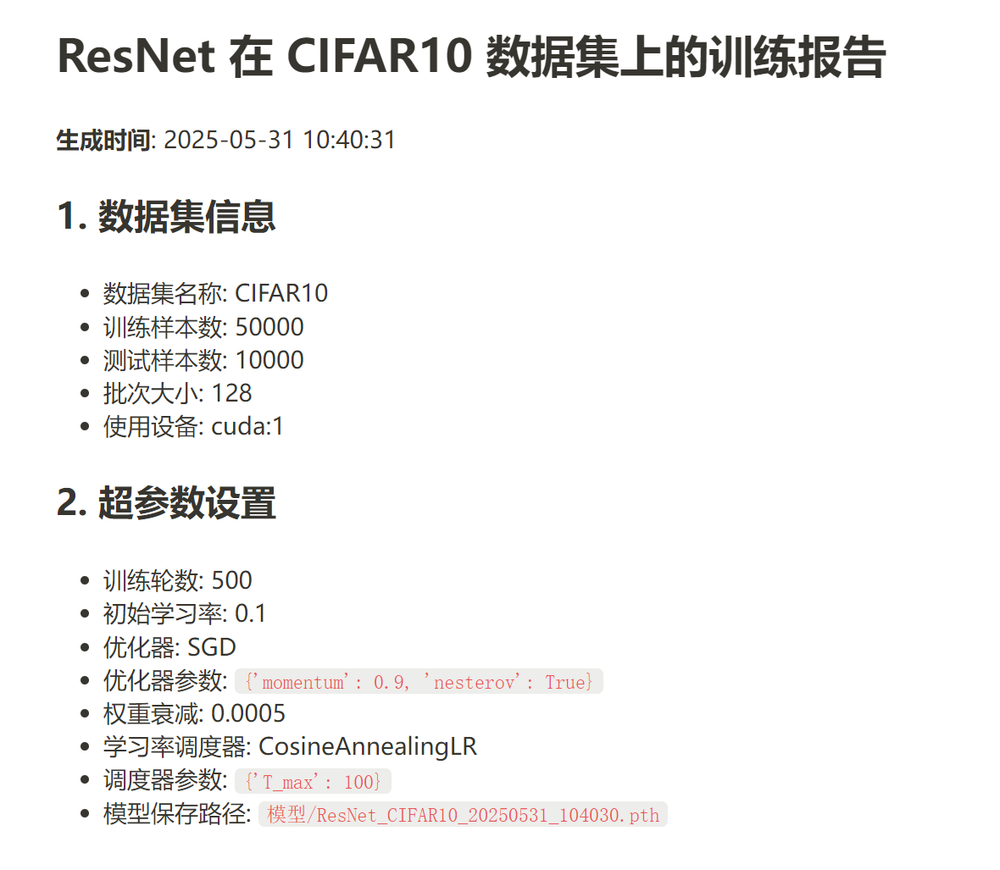 ResNet 在 CIFAR10 数据集上的训练报告
生成时间: 2025-05-31 10:40:31
1. 数据集信息
• 数据集名称: CIFAR10
• 训练样本数: 50000
• 测试样本数: 10000
• 批次大小: 128
• 使用设备: cuda:1
2. 超参数设置
• 训练轮数: 500
• 初始学习率: 0.1
• 优化器: SGD
• 优化器参数: {'momentum': 0.9, 'nesterov': True}
• 权重衰减: 0.0005
• 学习率调度器: CosineAnnealingLR
• 调度器参数: {'T_max': 100}
• 模型保存路径: 模型/ResNet_CIFAR10_20250531_104030.pth